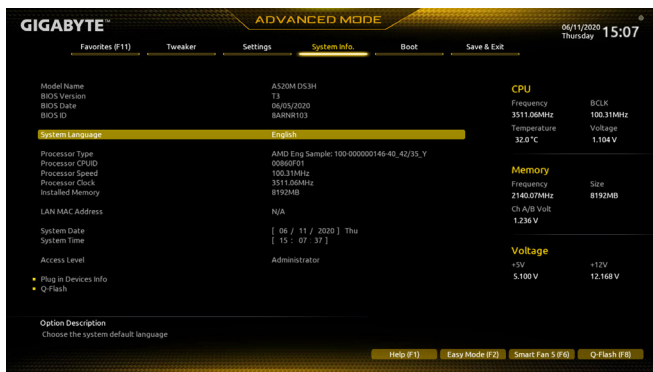 GIGABYTE™
ADVANCED MODE
06/11/2020 Thursday 15:07
Favorites (F11) Tweaker Settings System Info. Boot Save & Exit
Model Name A520M DS3H
BIOS Version T3
BIOS Date 06/05/2020
BIOS ID 8ARNR103
System Language English
Processor Type AMD Eng Sample: 100-000000146-40_42/35_Y
Processor CPUID 00860F01
Processor Speed 100.31MHz
Processor Clock 3511.06MHz
Installed Memory 8192MB
LAN MAC Address N/A
System Date [ 06 / 11 / 2020 ] Thu
System Time [ 15 : 07 : 37 ]
Access Level Administrator
Plug in Devices Info
Q-Flash
CPU
Frequency BCLK
3511.06MHz 100.31MHz
Temperature Voltage
32.0 °C 1.104 V
Memory
Frequency Size
2140.07MHz 8192MB
Ch A/B Volt
1.236 V
Voltage
+5V +12V
5.100 V 12.168 V
Option Description
Choose the system default language
Help (F1) Easy Mode (F2) Smart Fan 5 (F6) Q-Flash (F8)